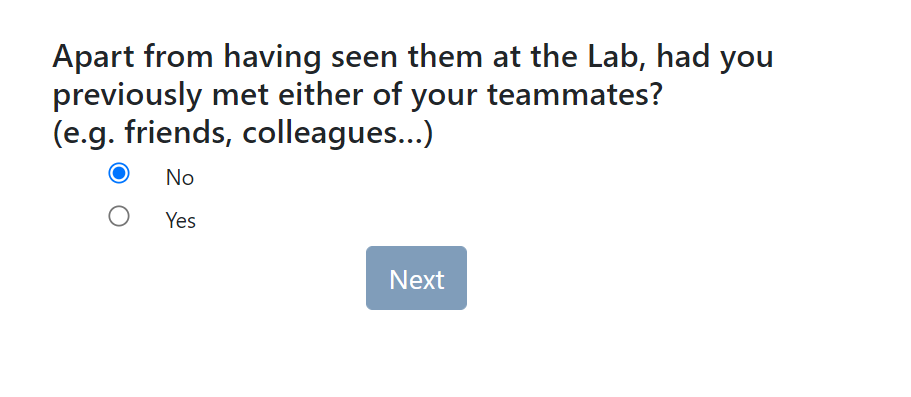 Apart from having seen them at the Lab, had you
previously met either of your teammates?
(e.g. friends, colleagues...)
No
Yes
Next